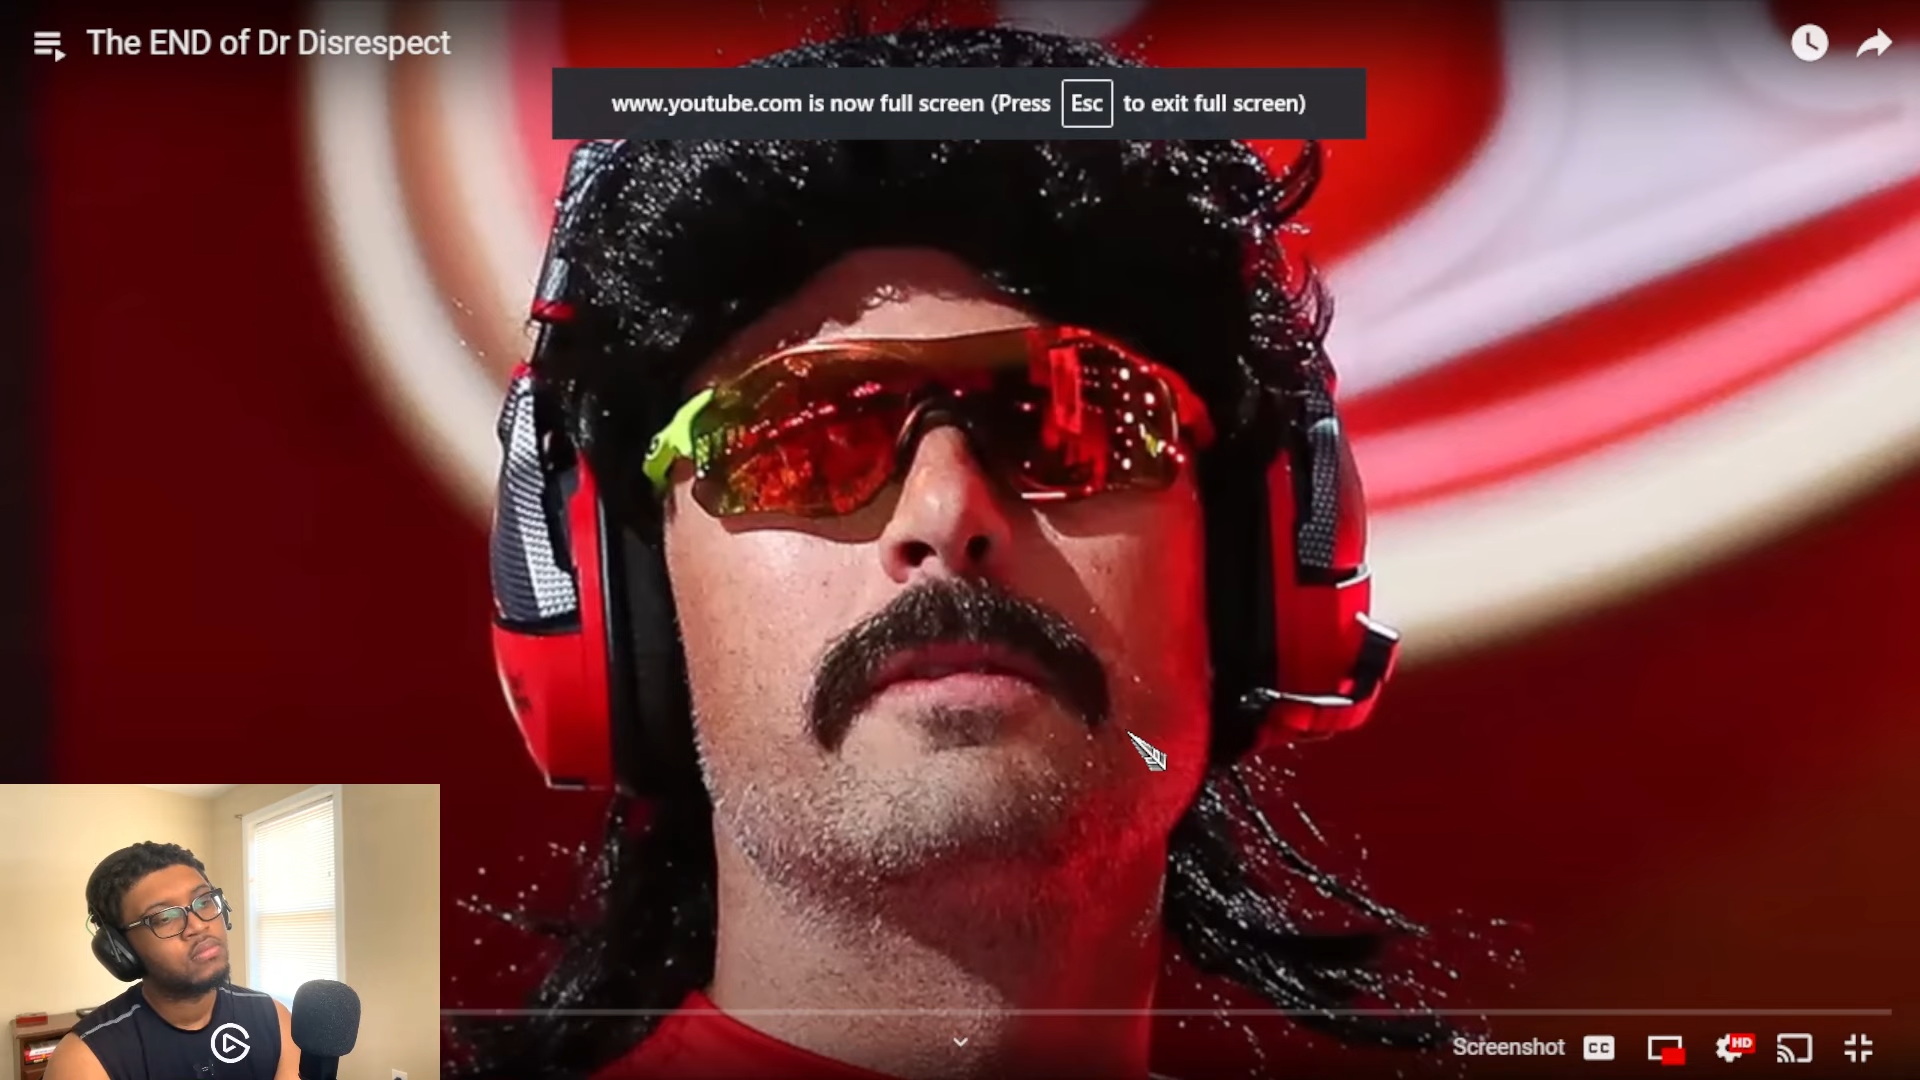 The END of Dr Disrespect
www.youtube.com is now full screen (Press Esc to exit full screen)
Screenshot CC HD